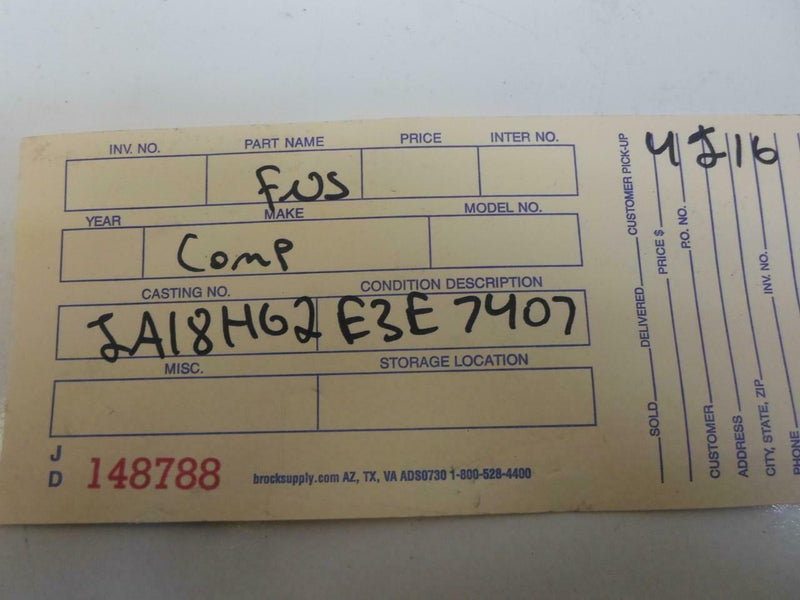 INV. NO. PART NAME PRICE INTER NO.
FUS
YEAR MAKE MODEL NO.
Comp
CASTING NO. CONDITION DESCRIPTION
JA18HG2 E3E 7407
MISC. STORAGE LOCATION
J
D 148788 brocksupply.com AZ, TX, VA ADS0730 1-800-528-4400
SOLD DELIVERED CUSTOMER PICK-UP
PRICE $
P.O. NO.
CUSTOMER
ADDRESS
CITY, STATE, ZIP INV. NO.
PHONE
4J16